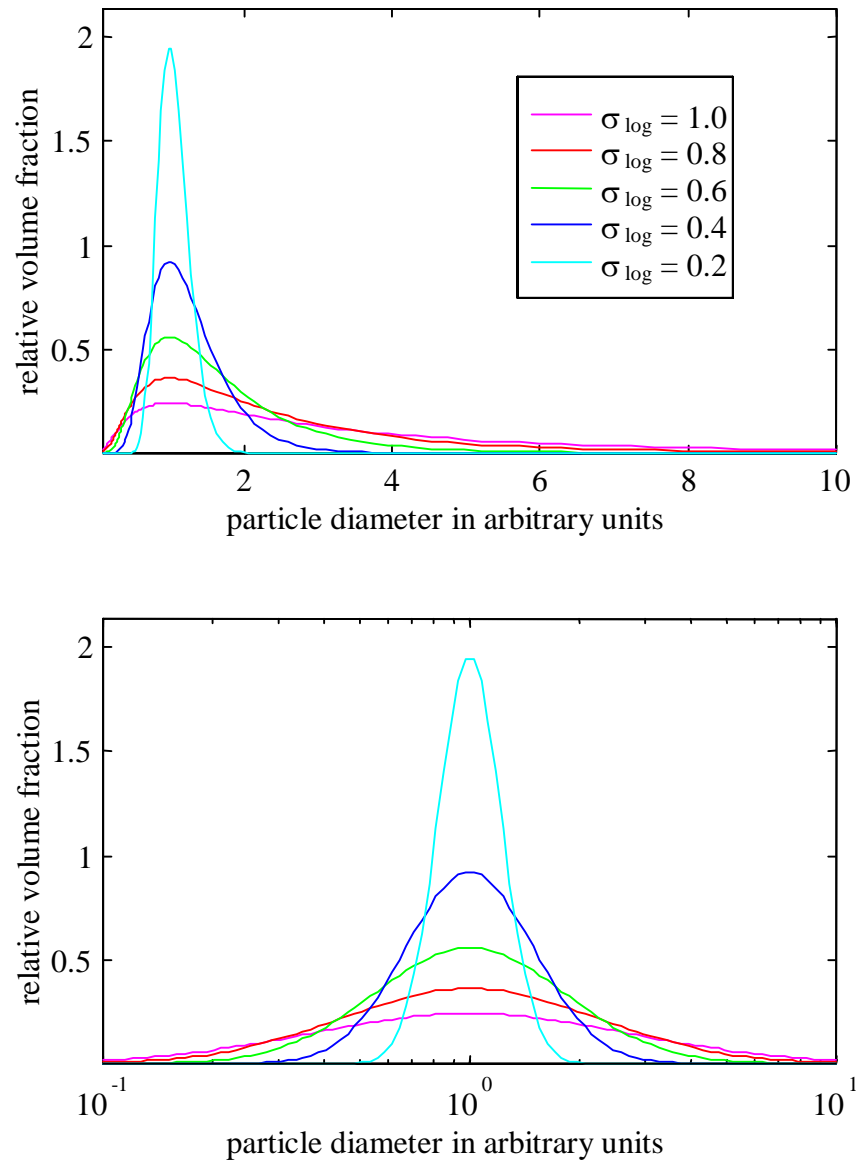 2
1.5
1
0.5
relative volume fraction
σ log = 1.0
σ log = 0.8
σ log = 0.6
σ log = 0.4
σ log = 0.2
2 4 6 8 10
particle diameter in arbitrary units
2
1.5
1
0.5
relative volume fraction
10⁻¹ 10⁰ 10¹
particle diameter in arbitrary units